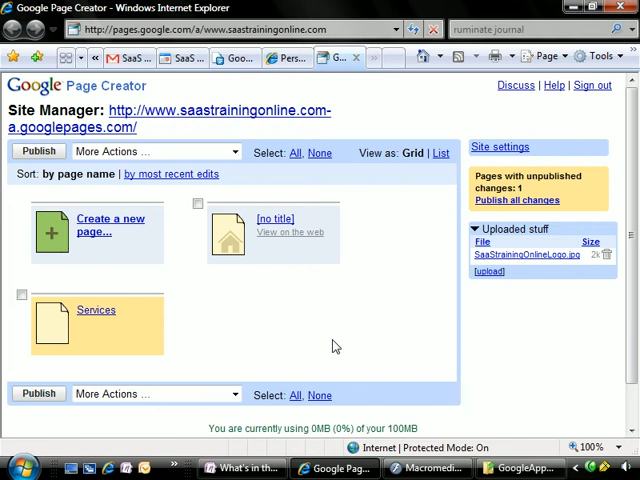 Google Page Creator - Windows Internet Explorer
http://pages.google.com/a/www.saastrainingonline.com
ruminate journal
SaaS ...
SaaS ...
Goo...
Pers...
G...
Page
Tools
Google Page Creator
Discuss | Help | Sign out
Site Manager: http://www.saastrainingonline.com-
a.googlepages.com/
Publish
More Actions ...
Select: All, None
View as: Grid | List
Sort: by page name | by most recent edits
Create a new
page...
[no title]
View on the web
Services
Publish
More Actions ...
Select: All, None
You are currently using 0MB (0%) of your 100MB
Site settings
Pages with unpublished
changes: 1
Publish all changes
Uploaded stuff
File Size
SaaSTrainingOnlineLogo.jpg 2k
[upload]
Internet | Protected Mode: On
100%
What's in th...
Google Pag...
Macromedi...
GoogleApp...
5:46 PM